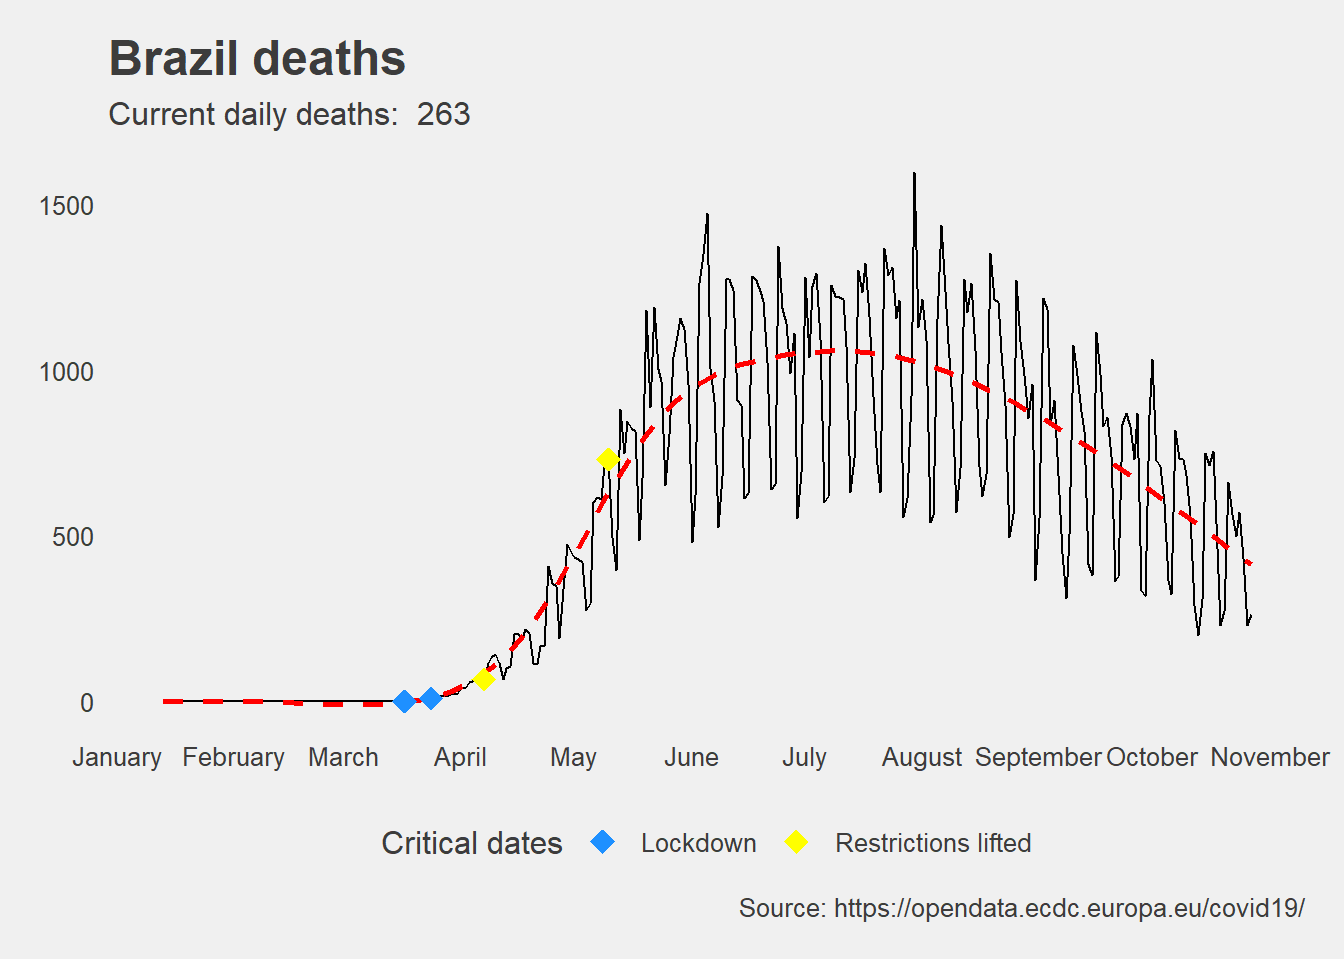 Brazil deaths
Current daily deaths:  263
1500
1000
500
0
January February March April May June July August September October November
Critical dates Lockdown Restrictions lifted
Source: https://opendata.ecdc.europa.eu/covid19/